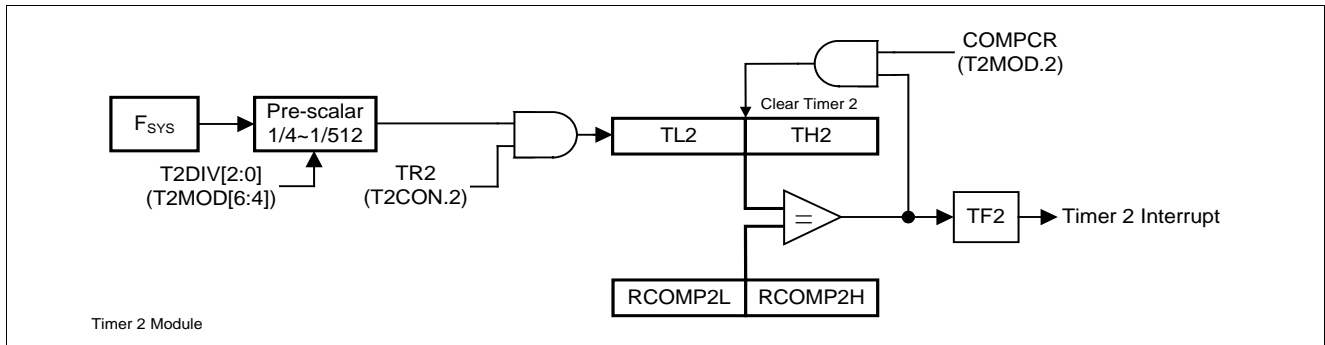 COMPCR
(T2MOD.2)
Clear Timer 2
FSYS
Pre-scalar
1/4~1/512
TL2
TH2
T2DIV[2:0]
(T2MOD[6:4])
TR2
(T2CON.2)
=
TF2
Timer 2 Interrupt
RCOMP2L
RCOMP2H
Timer 2 Module